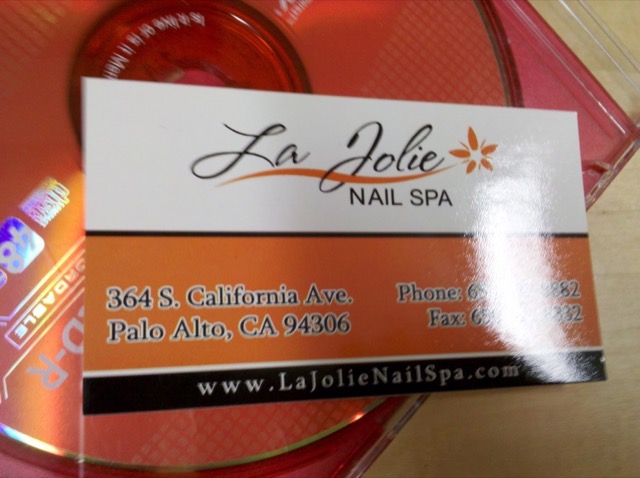 La Jolie
NAIL SPA
364 S. California Ave.
Palo Alto, CA 94306
Phone:
Fax:
www.LaJolieNailSpa.com